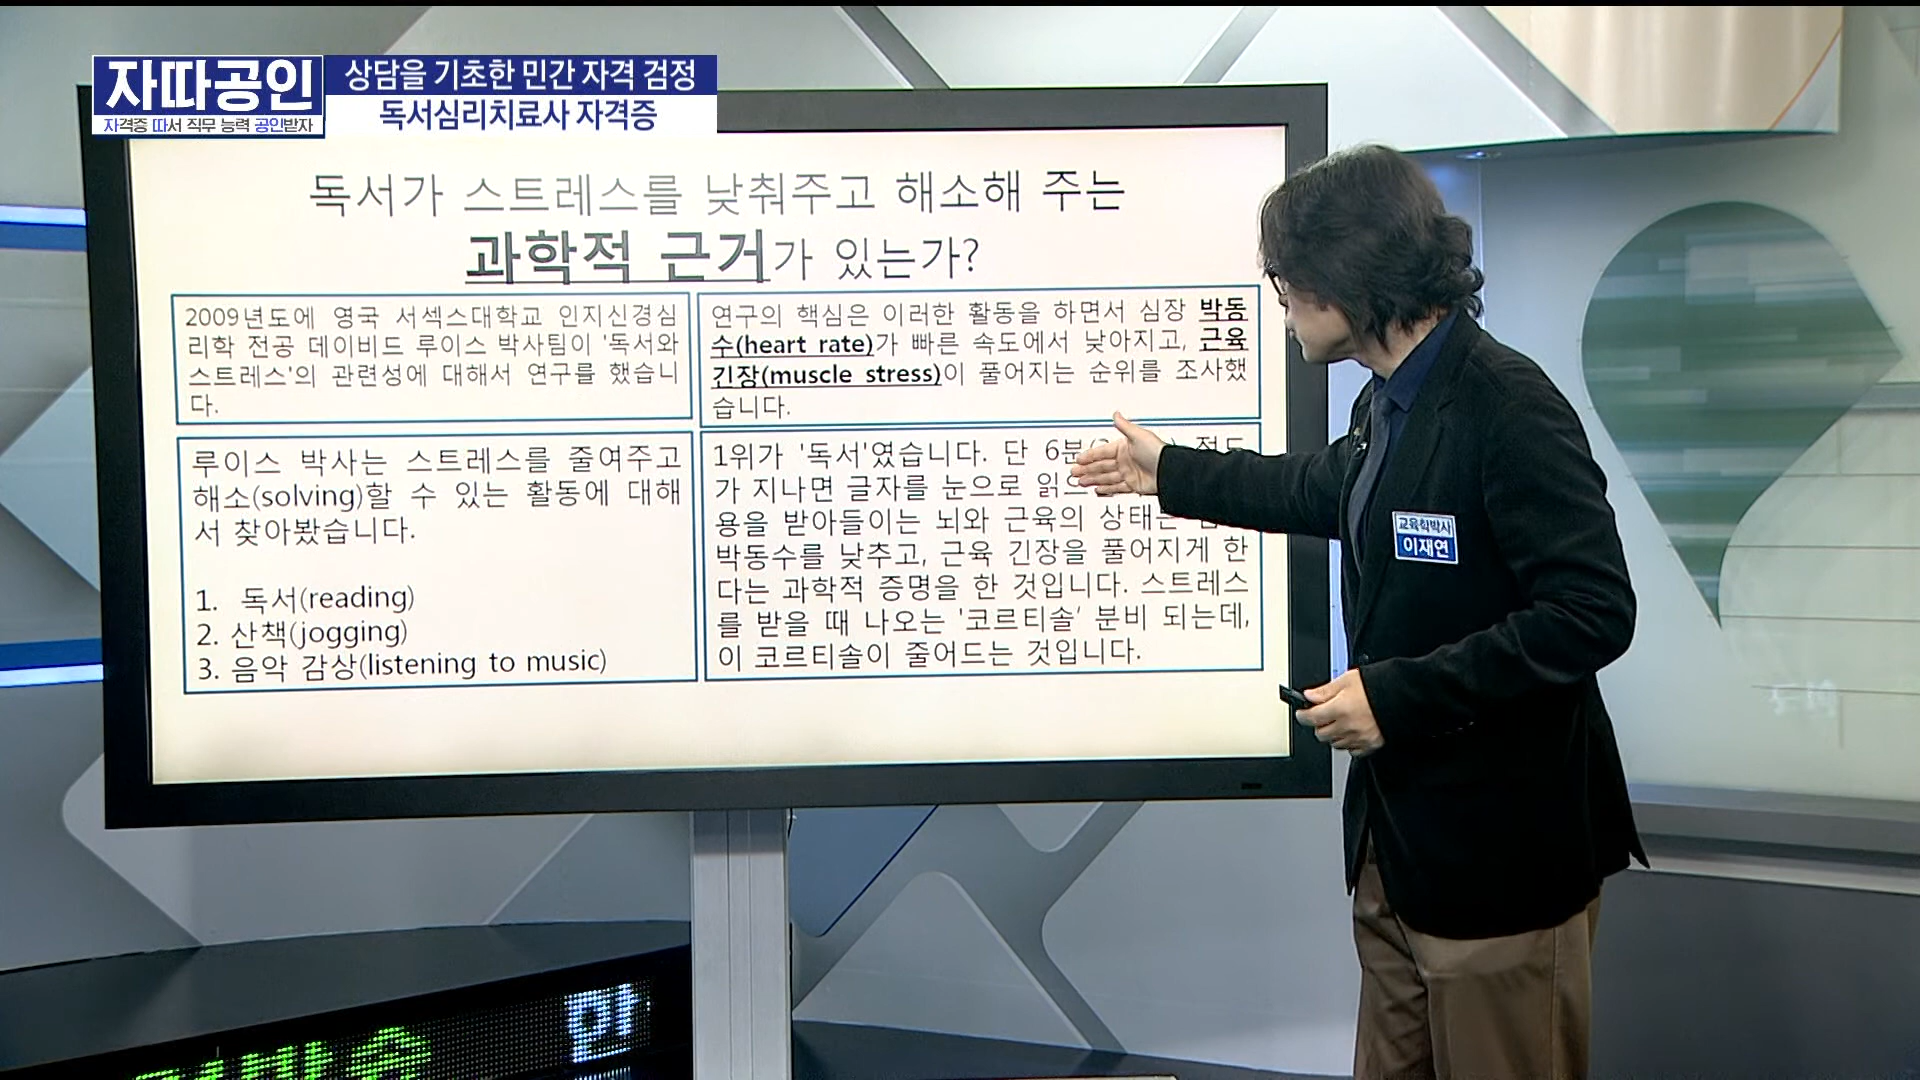 자따공인
자격증 따서 직무 능력 공인받자
상담을 기초한 민간 자격 검정
독서심리치료사 자격증
독서가 스트레스를 낮춰주고 해소해 주는
과학적 근거가 있는가?
2009년도에 영국 서섹스대학교 인지신경심
리학 전공 데이비드 루이스 박사팀이 '독서와
스트레스'의 관련성에 대해서 연구를 했습니
다.
연구의 핵심은 이러한 활동을 하면서 심장 박동
수(heart rate)가 빠른 속도에서 낮아지고, 근육
긴장(muscle stress)이 풀어지는 순위를 조사했
습니다.
루이스 박사는 스트레스를 줄여주고
해소(solving)할 수 있는 활동에 대해
서 찾아봤습니다.
1. 독서(reading)
2. 산책(jogging)
3. 음악 감상(listening to music)
1위가 '독서'였습니다. 단 6분( 정도
가 지나면 글자를 눈으로
용을 받아들이는 뇌와 근육의 상태는
박동수를 낮추고, 근육 긴장을 풀어지게 한
다는 과학적 증명을 한 것입니다. 스트레스
를 받을 때 나오는 '코르티솔' 분비 되는데,
이 코르티솔이 줄어드는 것입니다.
교육학박사
이재연